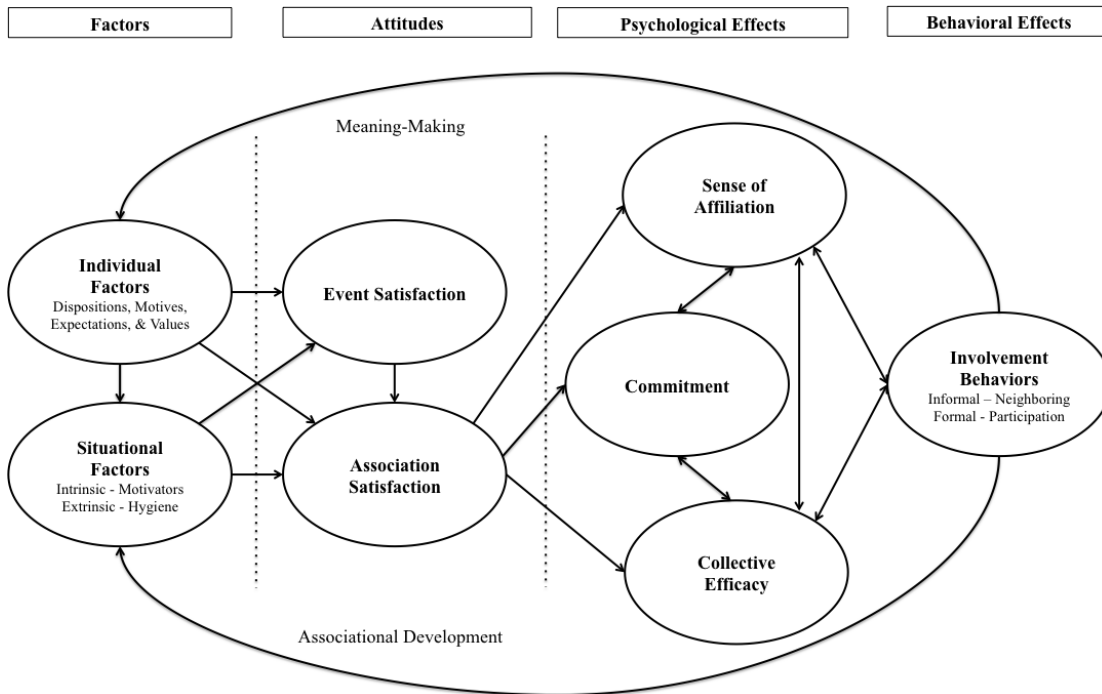 Factors
Attitudes
Psychological Effects
Behavioral Effects
Meaning-Making
Individual
Factors
Dispositions, Motives,
Expectations, & Values
Event Satisfaction
Sense of
Affiliation
Commitment
Involvement
Behaviors
Informal – Neighboring
Formal - Participation
Situational
Factors
Intrinsic - Motivators
Extrinsic - Hygiene
Association
Satisfaction
Collective
Efficacy
Associational Development